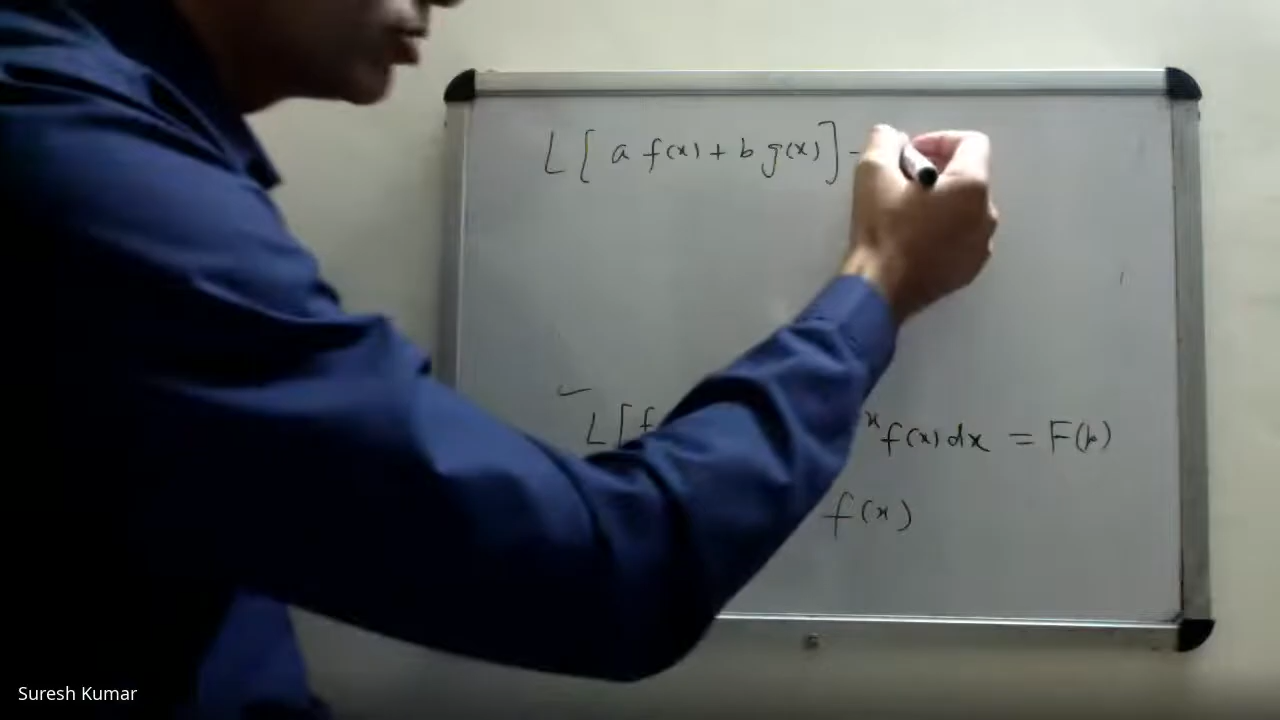 L[a f(x) + b g(x)]
L[f x f(x)dx = F(p)
f(x)
Suresh Kumar